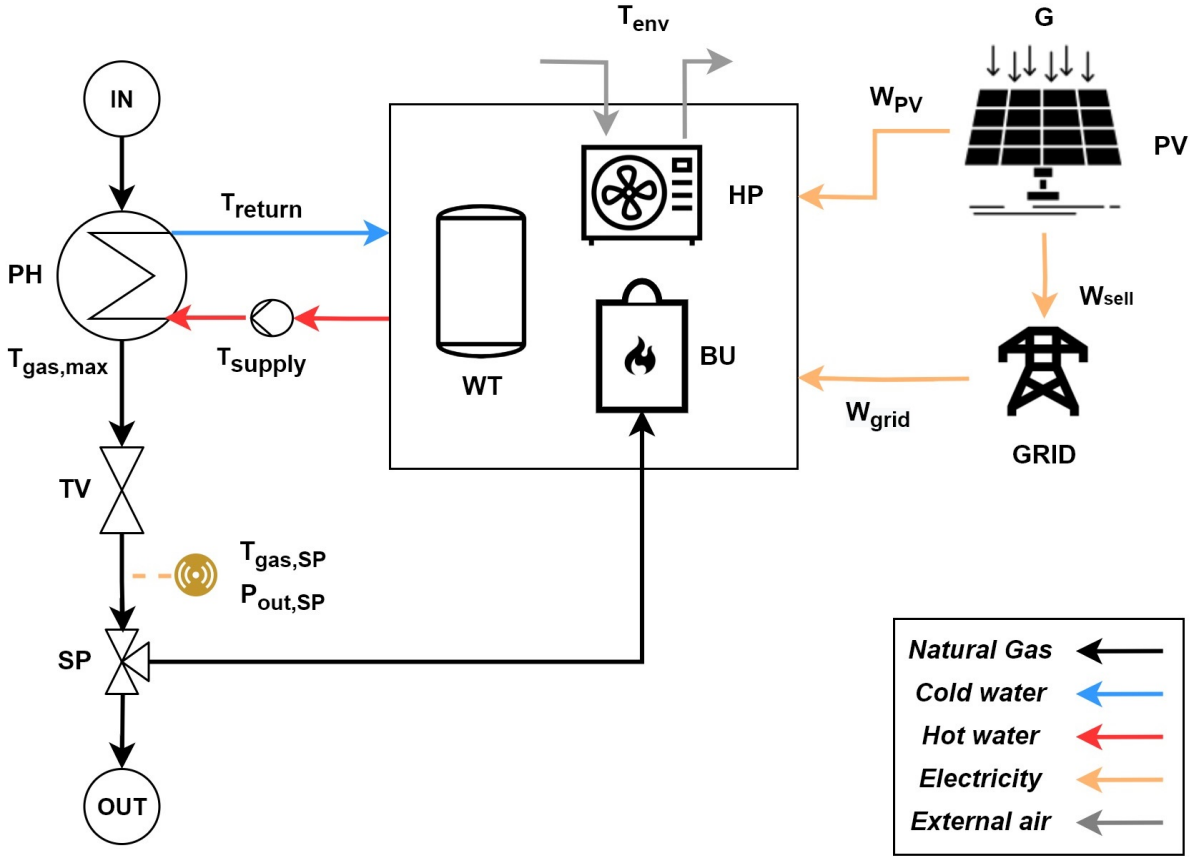 T_env
G
IN
W_PV
PV
HP
T_return
PH
W_sell
T_supply
T_gas,max
BU
WT
W_grid
GRID
TV
T_gas,SP
P_out,SP
SP
Natural Gas
Cold water
Hot water
Electricity
External air
OUT